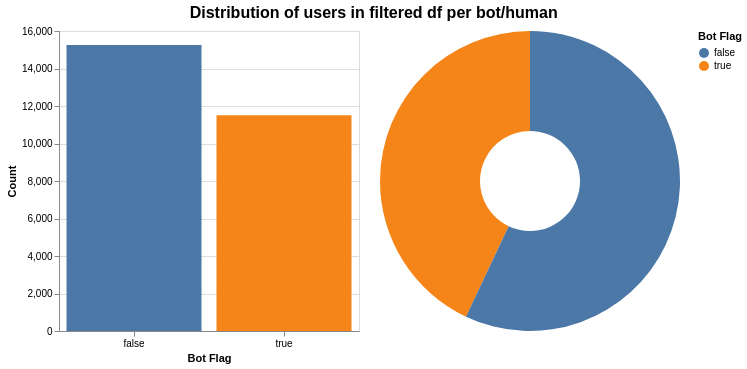 Distribution of users in filtered df per bot/human
16,000
14,000
12,000
10,000
8,000
6,000
4,000
2,000
0
Count
false
true
Bot Flag
Bot Flag
false
true